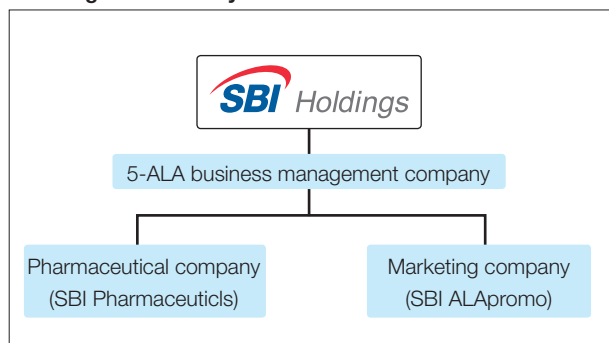 SBI Holdings
5-ALA business management company
Pharmaceutical company
(SBI Pharmaceuticls)
Marketing company
(SBI ALApromo)